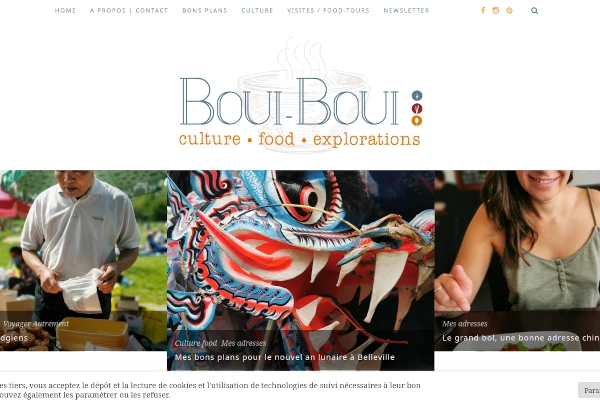 HOME A PROPOS | CONTACT BONS PLANS CULTURE VISITES / FOOD-TOURS NEWSLETTER
BOUI-BOUI
culture • food • explorations
Voyager Autrement
dgiens
Culture food Mes adresses
Mes bons plans pour le nouvel an lunaire à Belleville
Mes adresses
Le grand bol, une bonne adresse chin
es tiers, vous acceptez le dépôt et la lecture de cookies et l'utilisation de technologies de suivi nécessaires à leur bon
ouvez également les paramétrer ou les refuser.
Para